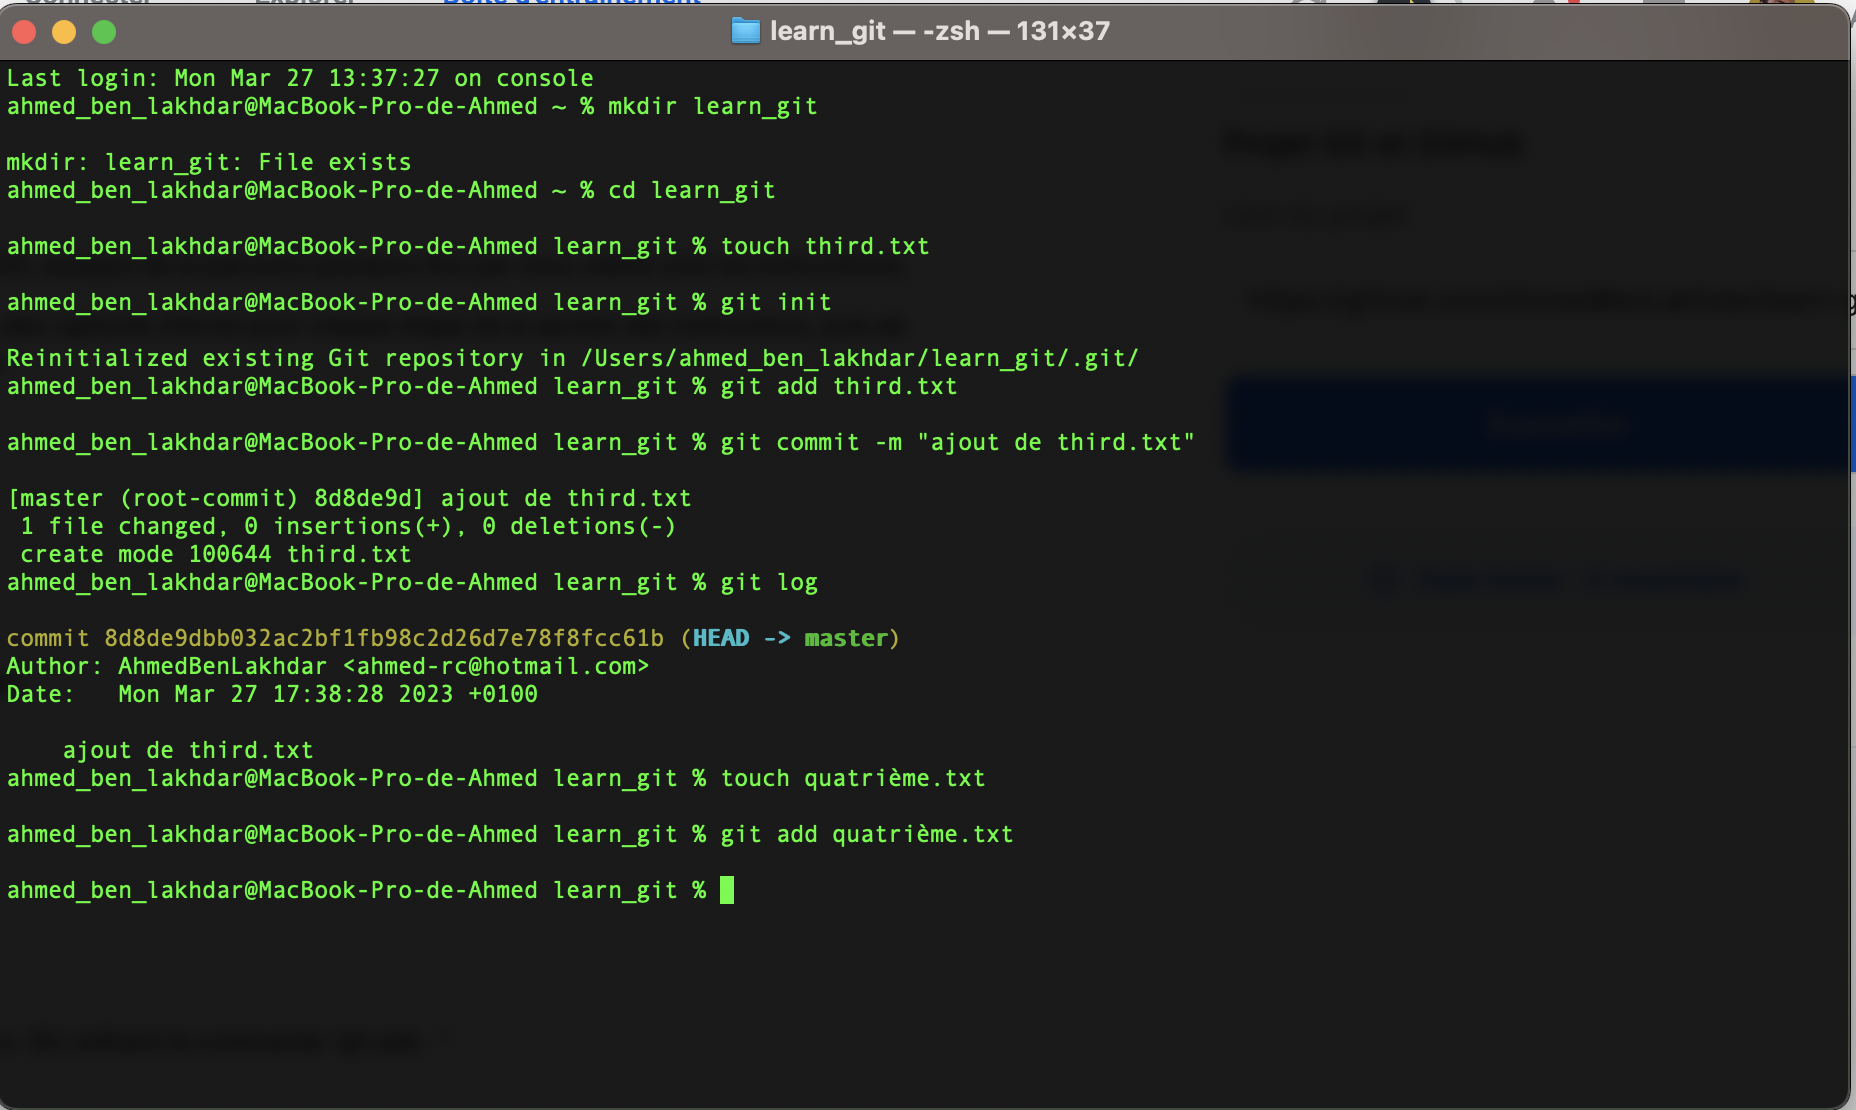 learn_git — -zsh — 131×37
Last login: Mon Mar 27 13:37:27 on console
ahmed_ben_lakhdar@MacBook-Pro-de-Ahmed ~ % mkdir learn_git
mkdir: learn_git: File exists
ahmed_ben_lakhdar@MacBook-Pro-de-Ahmed ~ % cd learn_git
ahmed_ben_lakhdar@MacBook-Pro-de-Ahmed learn_git % touch third.txt
ahmed_ben_lakhdar@MacBook-Pro-de-Ahmed learn_git % git init
Reinitialized existing Git repository in /Users/ahmed_ben_lakhdar/learn_git/.git/
ahmed_ben_lakhdar@MacBook-Pro-de-Ahmed learn_git % git add third.txt
ahmed_ben_lakhdar@MacBook-Pro-de-Ahmed learn_git % git commit -m "ajout de third.txt"
[master (root-commit) 8d8de9d] ajout de third.txt
 1 file changed, 0 insertions(+), 0 deletions(-)
 create mode 100644 third.txt
ahmed_ben_lakhdar@MacBook-Pro-de-Ahmed learn_git % git log
commit 8d8de9dbb032ac2bf1fb98c2d26d7e78f8fcc61b (HEAD -> master)
Author: AhmedBenLakhdar <ahmed-rc@hotmail.com>
Date:   Mon Mar 27 17:38:28 2023 +0100
    ajout de third.txt
ahmed_ben_lakhdar@MacBook-Pro-de-Ahmed learn_git % touch quatrième.txt
ahmed_ben_lakhdar@MacBook-Pro-de-Ahmed learn_git % git add quatrième.txt
ahmed_ben_lakhdar@MacBook-Pro-de-Ahmed learn_git %